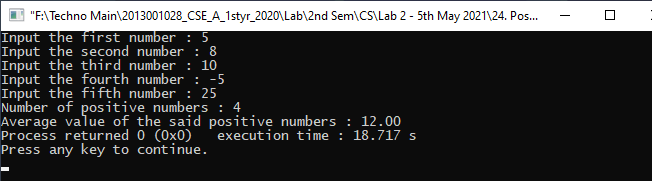 "F:\Techno Main\2013001028_CSE_A_1styr_2020\Lab\2nd Sem\CS\Lab 2 - 5th May 2021\24. Pos...
Input the first number : 5
Input the second number : 8
Input the third number : 10
Input the fourth number : -5
Input the fifth number : 25
Number of positive numbers : 4
Average value of the said positive numbers : 12.00
Process returned 0 (0x0)   execution time : 18.717 s
Press any key to continue.